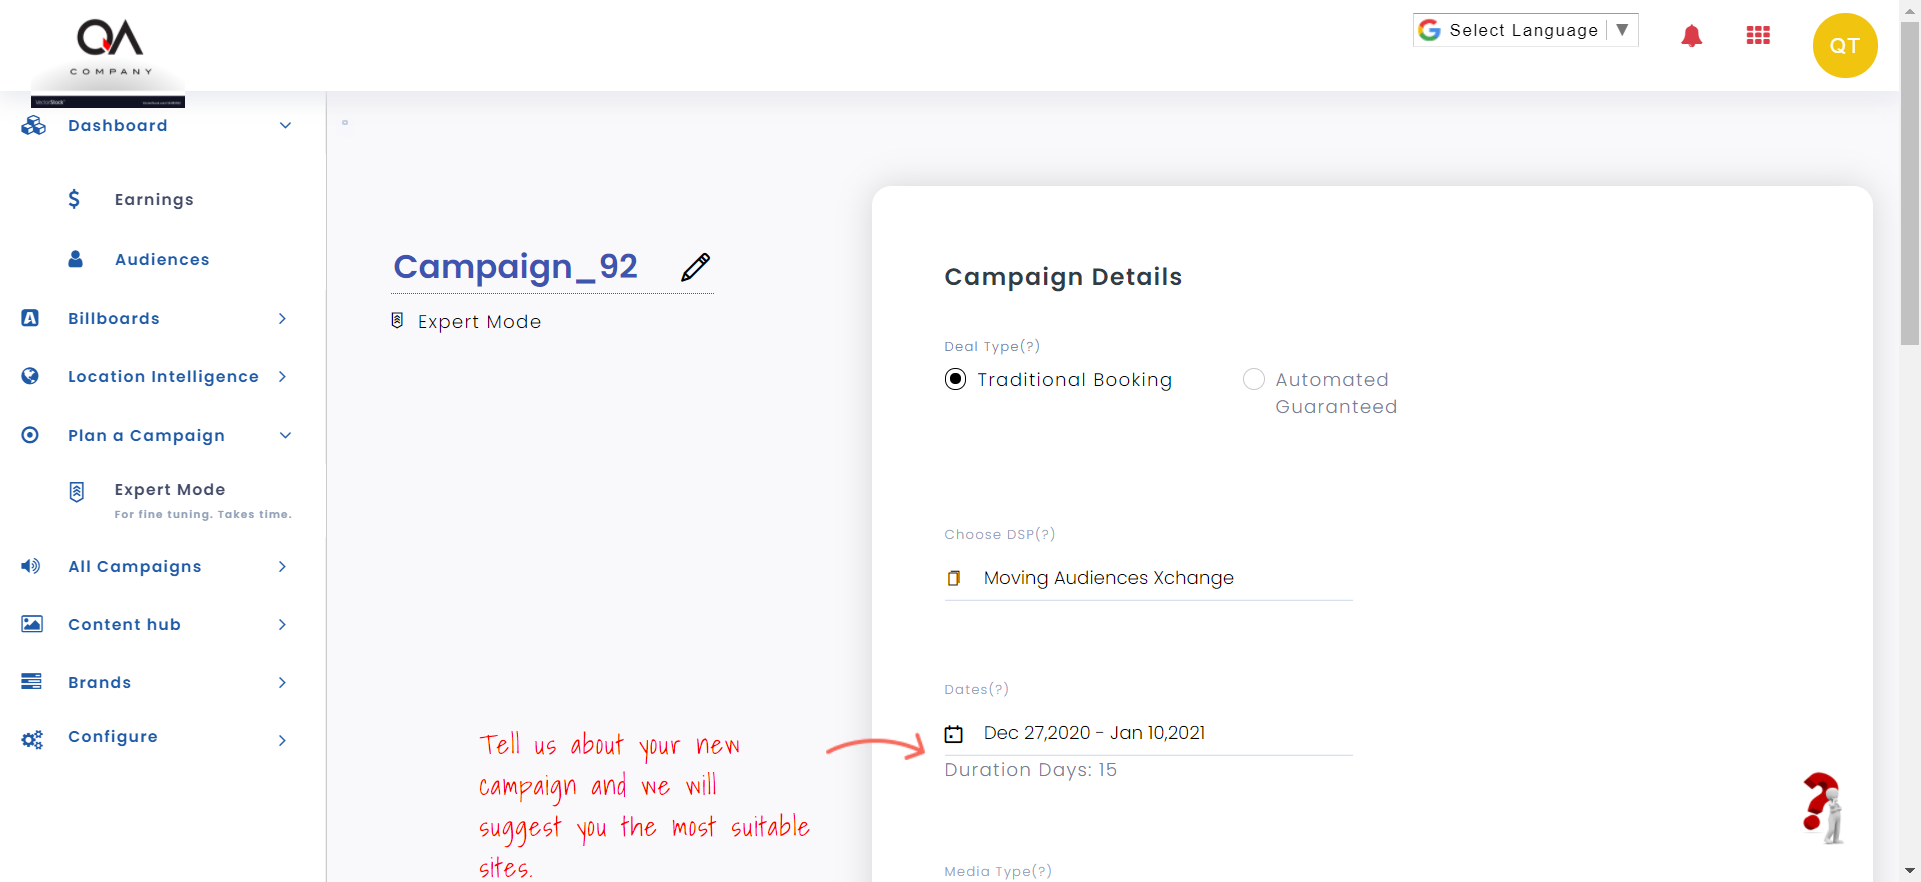 QA
COMPANY
Select Language ▼
QT
Dashboard
Earnings
Audiences
Billboards
Location Intelligence
Plan a Campaign
Expert Mode
For fine tuning. Takes time.
All Campaigns
Content hub
Brands
Configure
Campaign_92
Expert Mode
Tell us about your new
campaign and we will
suggest you the most suitable
sites.
Campaign Details
Deal Type(?)
Traditional Booking
Automated
Guaranteed
Choose DSP(?)
Moving Audiences Xchange
Dates(?)
Dec 27,2020 - Jan 10,2021
Duration Days: 15
Media Type(?)